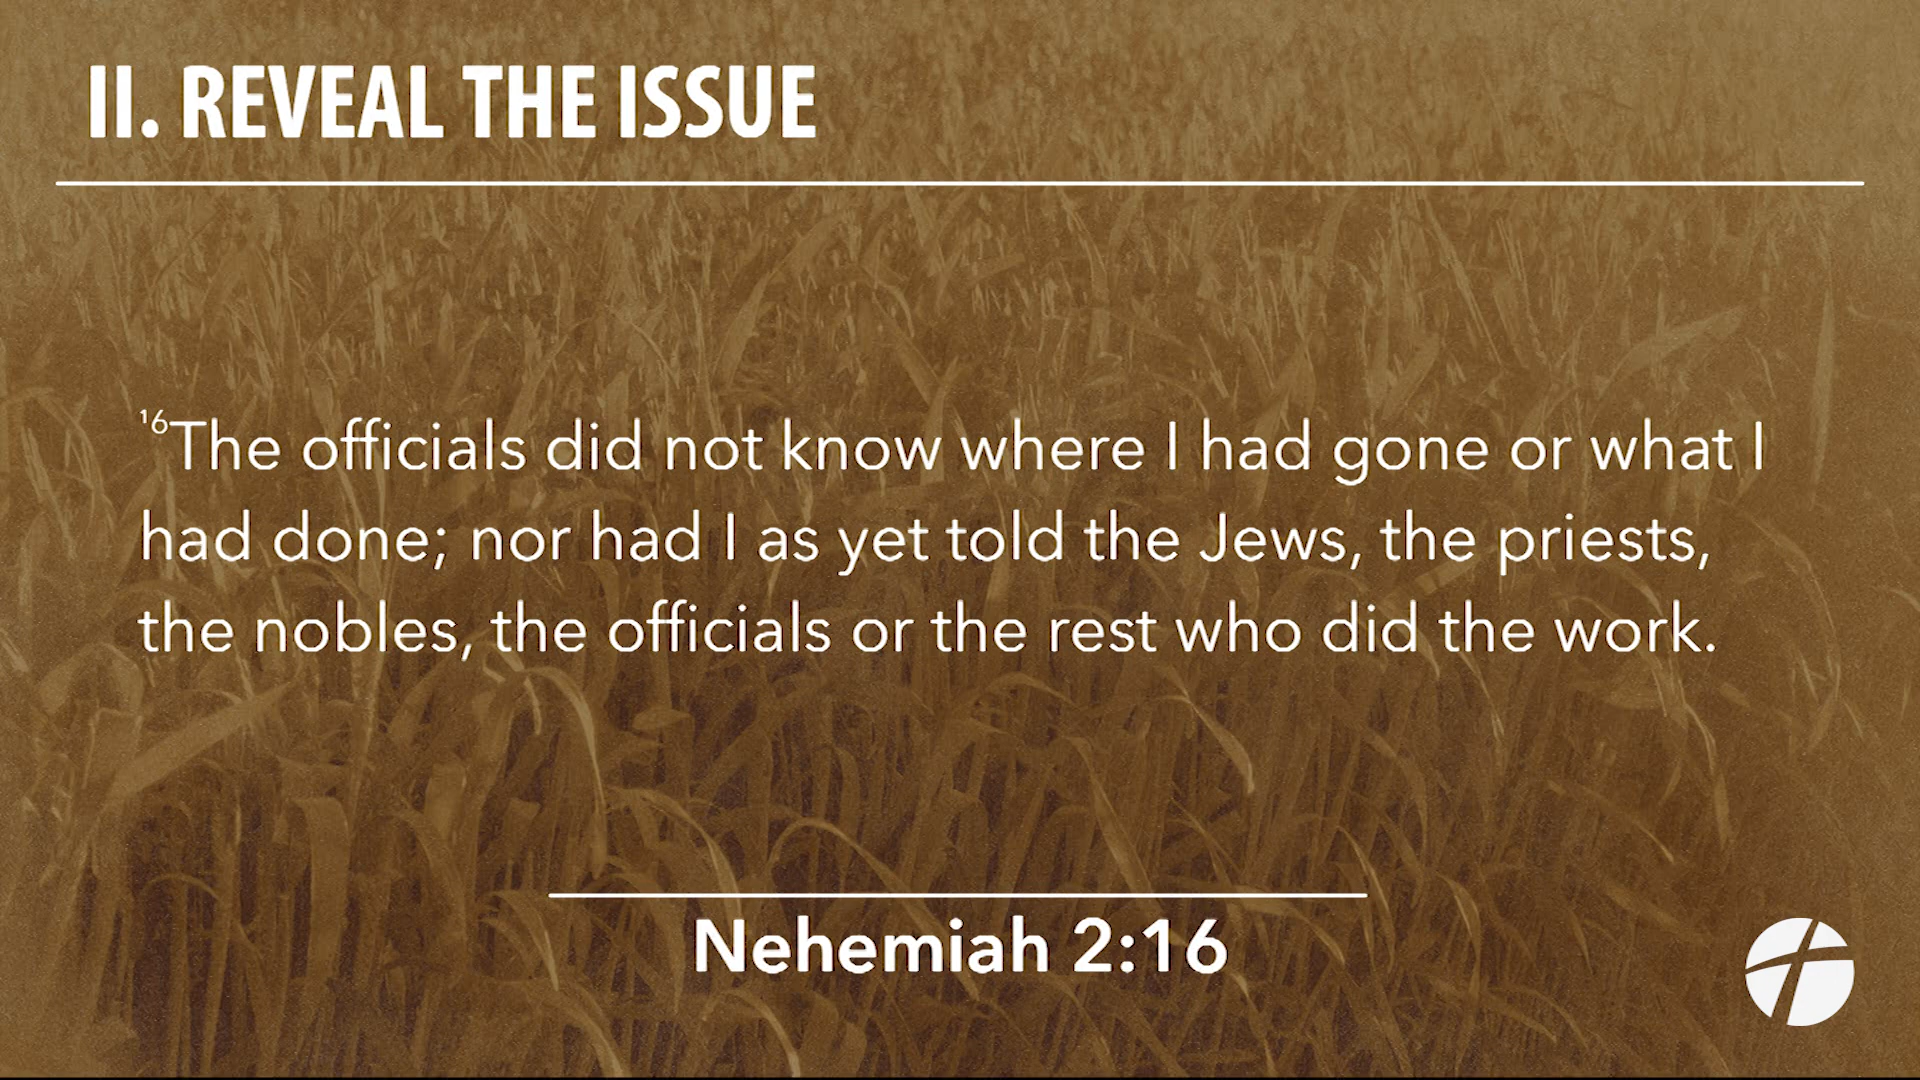 II. REVEAL THE ISSUE
¹⁶The officials did not know where I had gone or what I
had done; nor had I as yet told the Jews, the priests,
the nobles, the officials or the rest who did the work.
Nehemiah 2:16